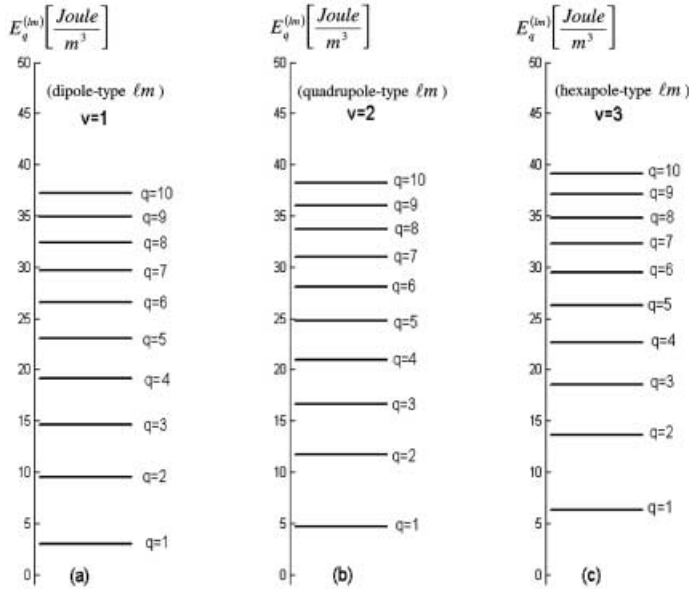 E_q^(lm) [Joule/m^3]
50
(dipole-type ℓm)
v=1
45
40
q=10
35
q=9
q=8
30
q=7
q=6
25
q=5
20
q=4
15
q=3
10
q=2
5
q=1
0
(a)
E_q^(lm) [Joule/m^3]
50
(quadrupole-type ℓm)
v=2
45
40
q=10
q=9
35
q=8
q=7
30
q=6
25
q=5
q=4
20
q=3
15
q=2
10
5
q=1
0
(b)
E_q^(lm) [Joule/m^3]
50
(hexapole-type ℓm)
v=3
45
40
q=10
q=9
35
q=8
q=7
30
q=6
q=5
25
q=4
20
q=3
15
q=2
10
q=1
5
0
(c)